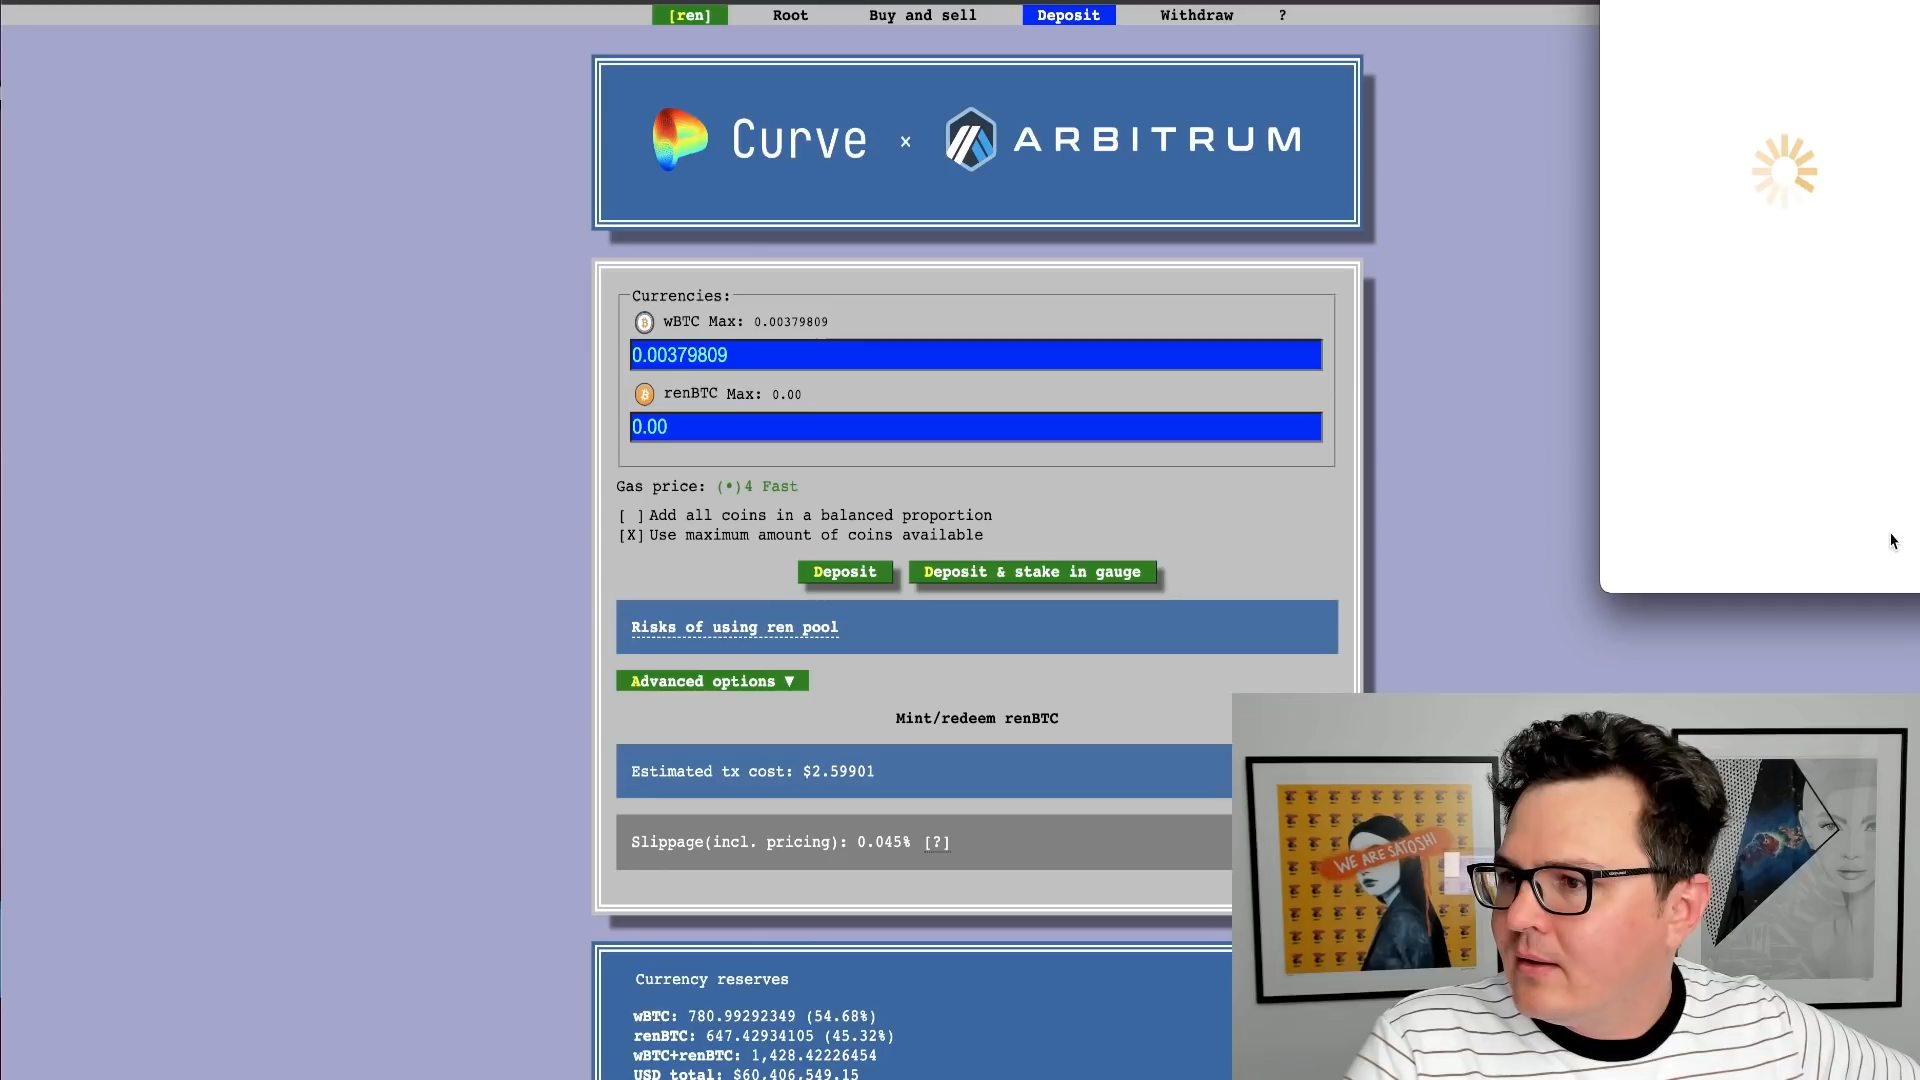 [ren] Root Buy and sell Deposit Withdraw ?
Curve × ARBITRUM
Currencies:
wBTC Max: 0.00379809
0.00379809
renBTC Max: 0.00
0.00
Gas price: (•)4 Fast
[ ] Add all coins in a balanced proportion
[X] Use maximum amount of coins available
Deposit Deposit & stake in gauge
Risks of using ren pool
Advanced options ▼
Mint/redeem renBTC
Estimated tx cost: $2.59901
Slippage(incl. pricing): 0.045% [?]
Currency reserves
wBTC: 780.99292349 (54.68%)
renBTC: 647.42934105 (45.32%)
wBTC+renBTC: 1,428.42226454
USD total: $60,406,549.15
WE ARE SATOSHI